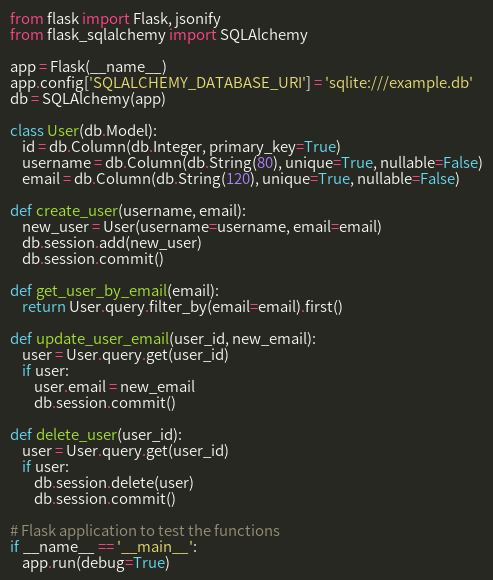 from flask import Flask, jsonify
from flask_sqlalchemy import SQLAlchemy

app = Flask(__name__)
app.config['SQLALCHEMY_DATABASE_URI'] = 'sqlite:///example.db'
db = SQLAlchemy(app)

class User(db.Model):
    id = db.Column(db.Integer, primary_key=True)
    username = db.Column(db.String(80), unique=True, nullable=False)
    email = db.Column(db.String(120), unique=True, nullable=False)

def create_user(username, email):
    new_user = User(username=username, email=email)
    db.session.add(new_user)
    db.session.commit()

def get_user_by_email(email):
    return User.query.filter_by(email=email).first()

def update_user_email(user_id, new_email):
    user = User.query.get(user_id)
    if user:
        user.email = new_email
        db.session.commit()

def delete_user(user_id):
    user = User.query.get(user_id)
    if user:
        db.session.delete(user)
        db.session.commit()

# Flask application to test the functions
if __name__ == '__main__':
    app.run(debug=True)